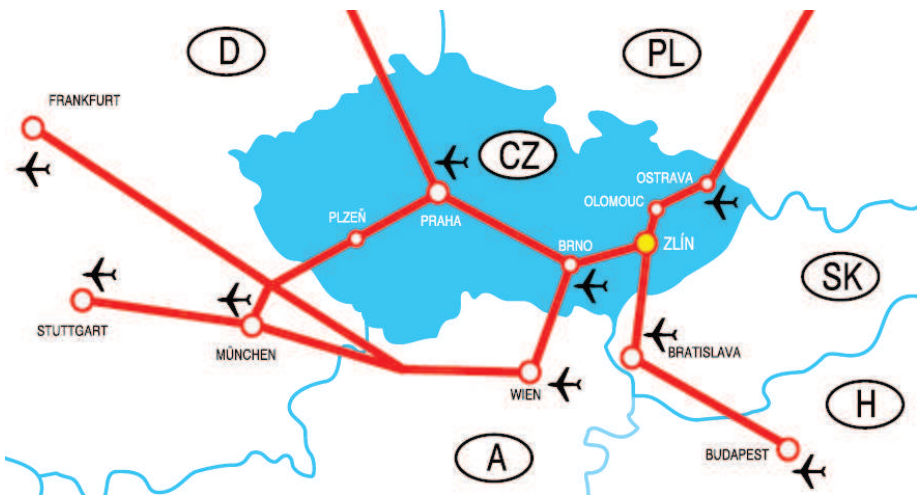 D
PL
FRANKFURT
CZ
OSTRAVA
OLOMOUC
PLZEŇ
PRAHA
BRNO
ZLÍN
SK
STUTTGART
MÜNCHEN
BRATISLAVA
WIEN
H
A
BUDAPEST